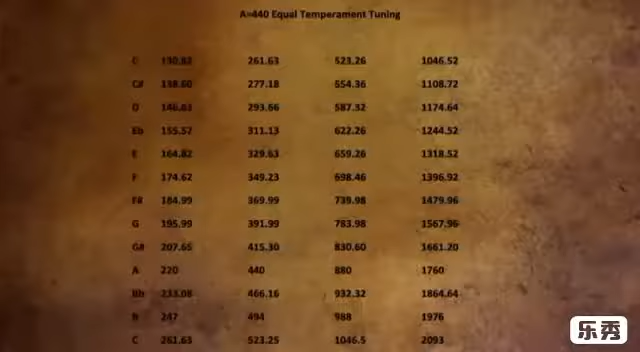 A=440 Equal Temperament Tuning
C 130.82 261.63 523.26 1046.52
C# 138.60 277.18 554.36 1108.72
D 146.83 293.66 587.32 1174.64
Eb 155.57 311.13 622.26 1244.52
E 164.82 329.63 659.26 1318.52
F 174.62 349.23 698.46 1396.92
F# 184.99 369.99 739.98 1479.96
G 195.99 391.99 783.98 1567.96
G# 207.65 415.30 830.60 1661.20
A 220 440 880 1760
Bb 233.08 466.16 932.32 1864.64
B 247 494 988 1976
C 261.63 523.25 1046.5 2093
乐秀